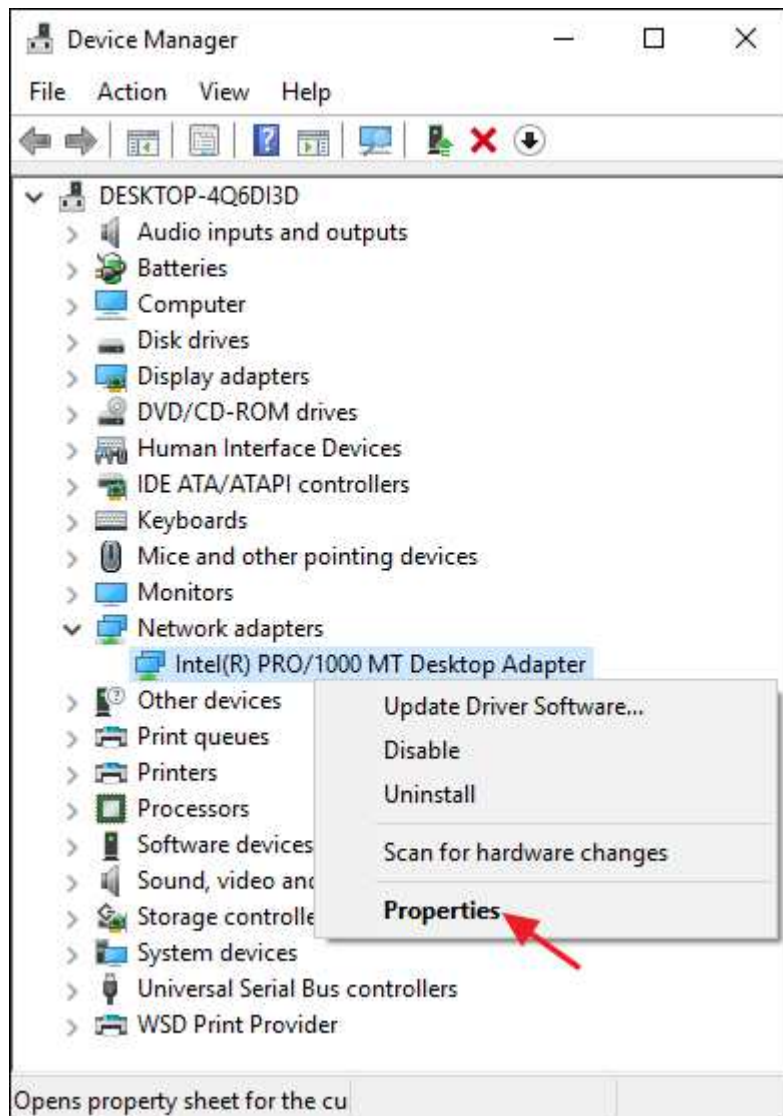 Device Manager
File Action View Help
DESKTOP-4Q6DI3D
Audio inputs and outputs
Batteries
Computer
Disk drives
Display adapters
DVD/CD-ROM drives
Human Interface Devices
IDE ATA/ATAPI controllers
Keyboards
Mice and other pointing devices
Monitors
Network adapters
Intel(R) PRO/1000 MT Desktop Adapter
Other devices
Print queues
Printers
Processors
Software devices
Sound, video and
Storage controlle
System devices
Universal Serial Bus controllers
WSD Print Provider
Update Driver Software...
Disable
Uninstall
Scan for hardware changes
Properties
Opens property sheet for the cu